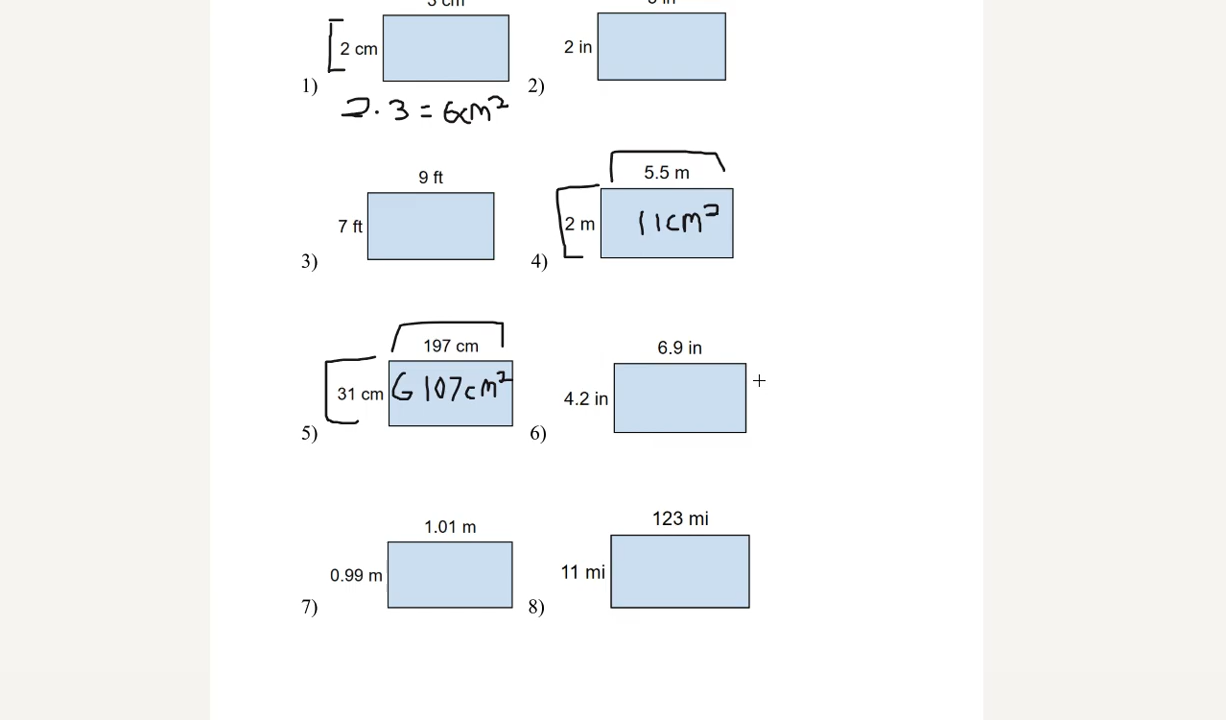 3 cm
2 cm
1)
2 · 3 = 6cm²
2 in
2)
9 ft
7 ft
3)
5.5 m
2 m
11cm²
4)
197 cm
31 cm
6107cm²
5)
6.9 in
4.2 in
6)
1.01 m
0.99 m
7)
123 mi
11 mi
8)